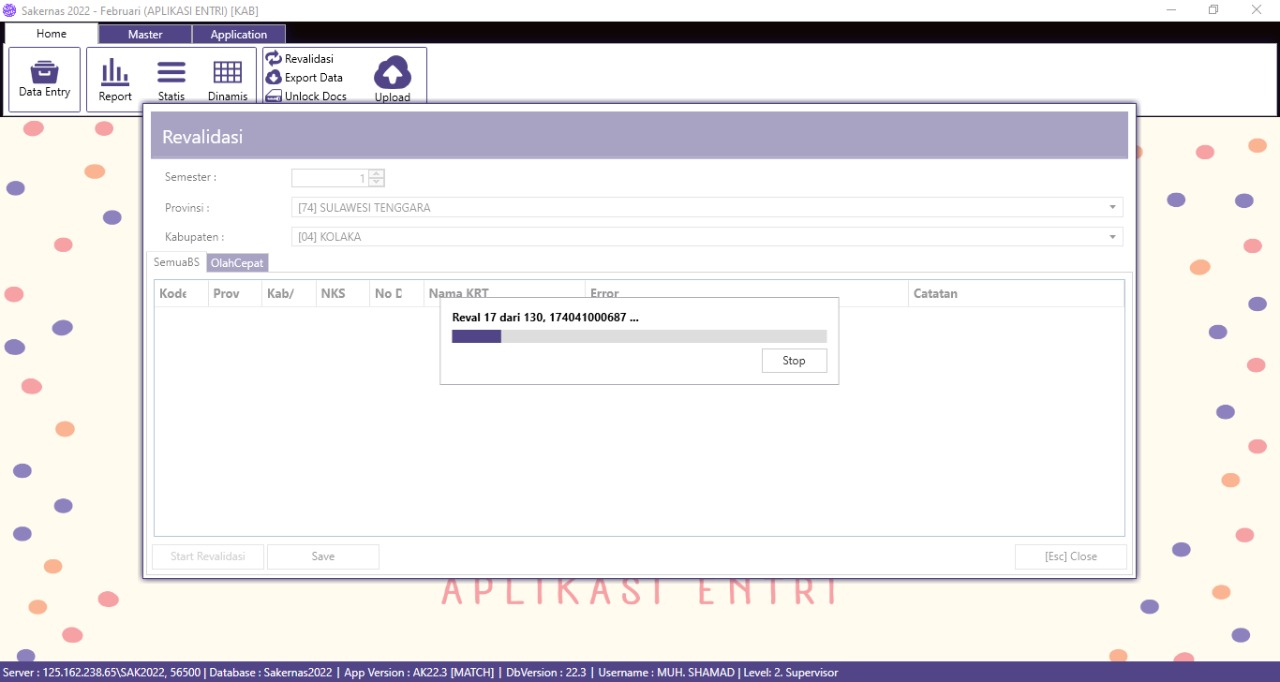 Sakernas 2022 - Februari (APLIKASI ENTRI) [KAB]
Home Master Application
Data Entry
Report Statis Dinamis
Revalidasi
Export Data
Unlock Docs
Upload
Revalidasi
Semester : 1
Provinsi : [74] SULAWESI TENGGARA
Kabupaten : [04] KOLAKA
SemuaBS OlahCepat
Kode Prov Kab/ NKS No D Nama KRT Error Catatan
Reval 17 dari 130, 174041000687 ...
Stop
Start Revalidasi Save [Esc] Close
APLIKASI ENTRI
Server : 125.162.238.65\SAK2022, 56500 | Database : Sakernas2022 | App Version : AK22.3 [MATCH] | DbVersion : 22.3 | Username : MUH. SHAMAD | Level: 2. Supervisor